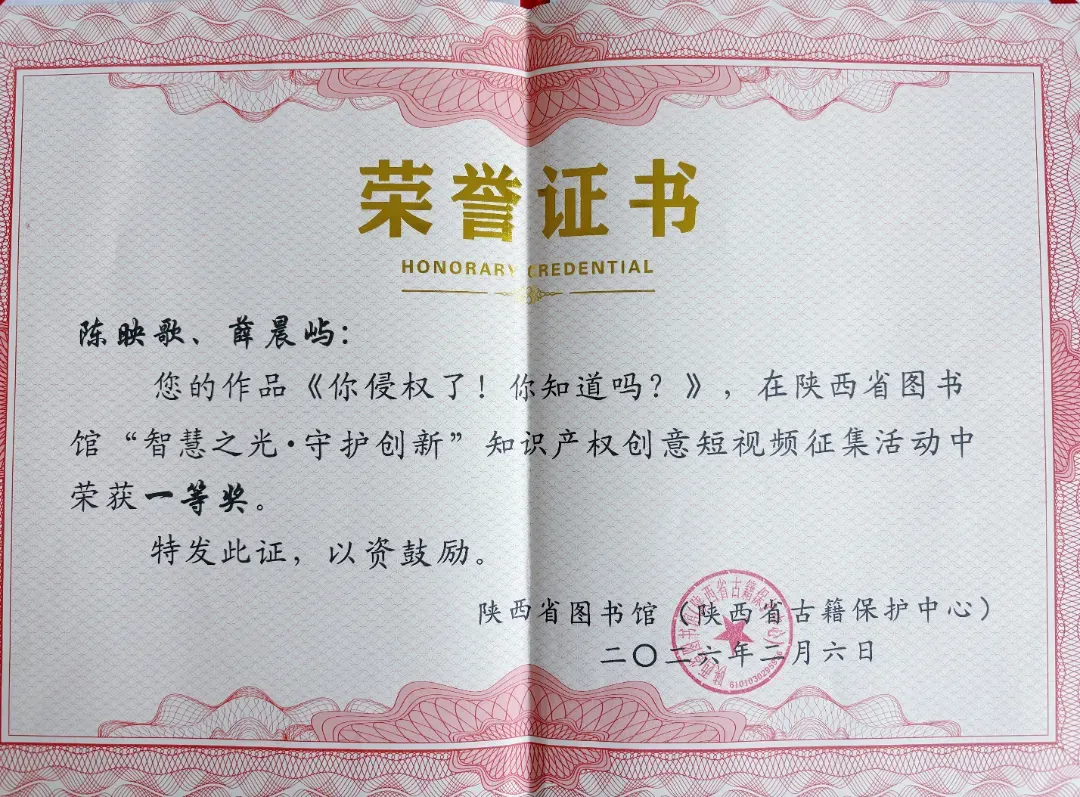 荣誉证书
HONORARY CREDENTIAL
陈映歌、薛晨屿：
您的作品《你侵权了！你知道吗？》，在陕西省图书
馆“智慧之光·守护创新”知识产权创意短视频征集活动中
荣获一等奖。
特发此证，以资鼓励。
陕西省图书馆（陕西省古籍保护中心）
二〇二六年二月六日